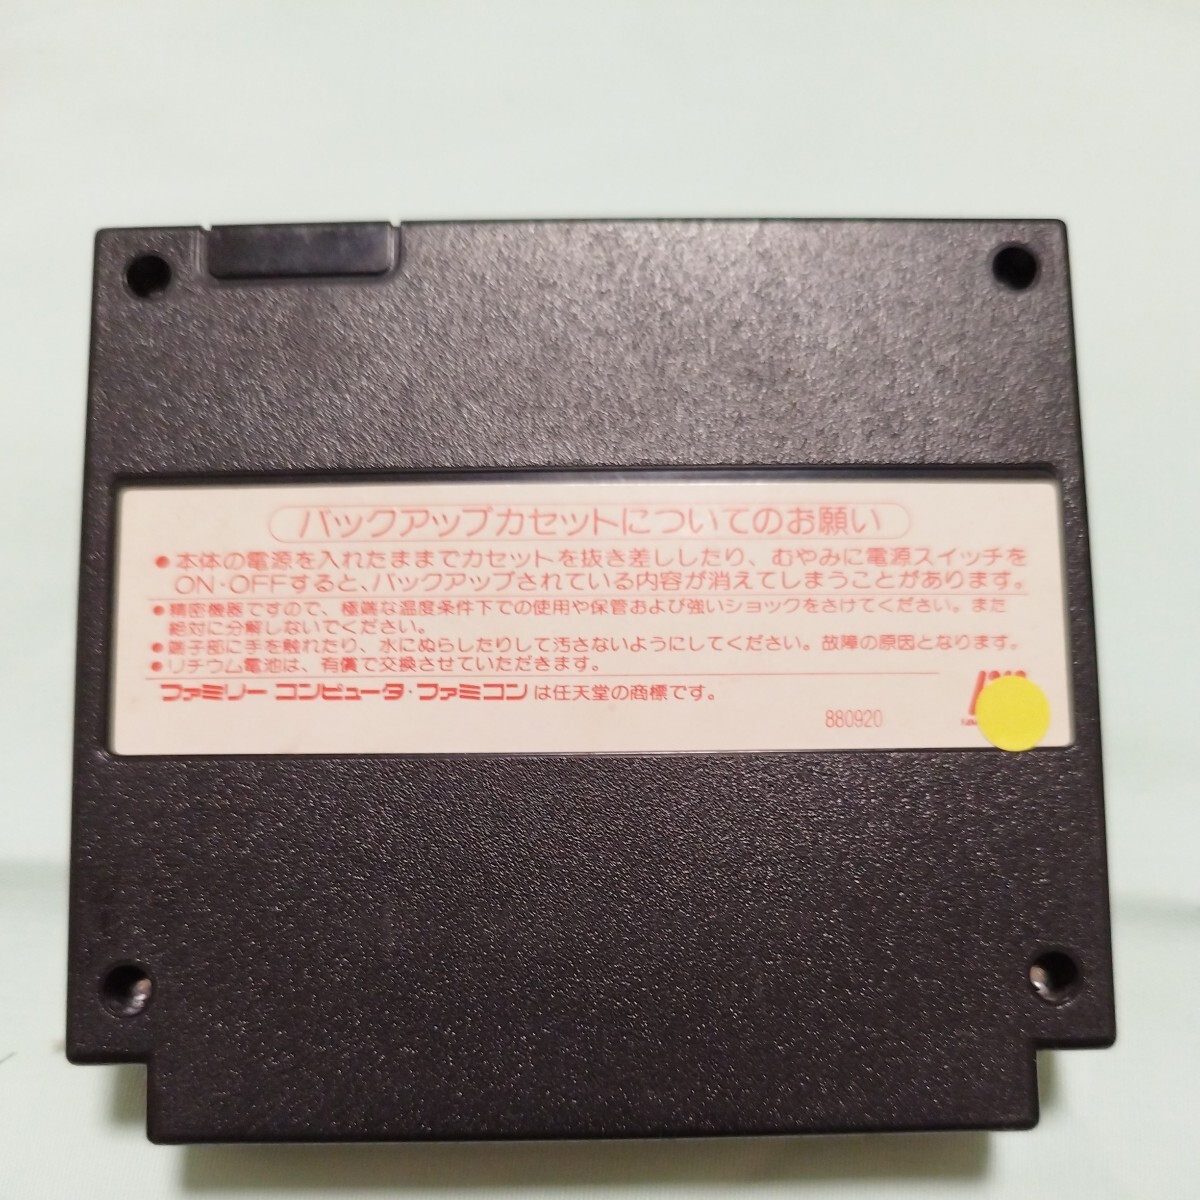 バックアップカセットについてのお願い
●本体の電源を入れたままでカセットを抜き差ししたり、むやみに電源スイッチを
ON・OFFすると、バックアップされている内容が消えてしまうことがあります。
●精密機器ですので、極端な温度条件下での使用や保管および強いショックをさけてください。また
絶対に分解しないでください。
●端子部に手を触れたり、水にぬらしたりして汚さないようにしてください。故障の原因となります。
●リチウム電池は、有償で交換させていただきます。
ファミリーコンピュータ・ファミコンは任天堂の商標です。
880920